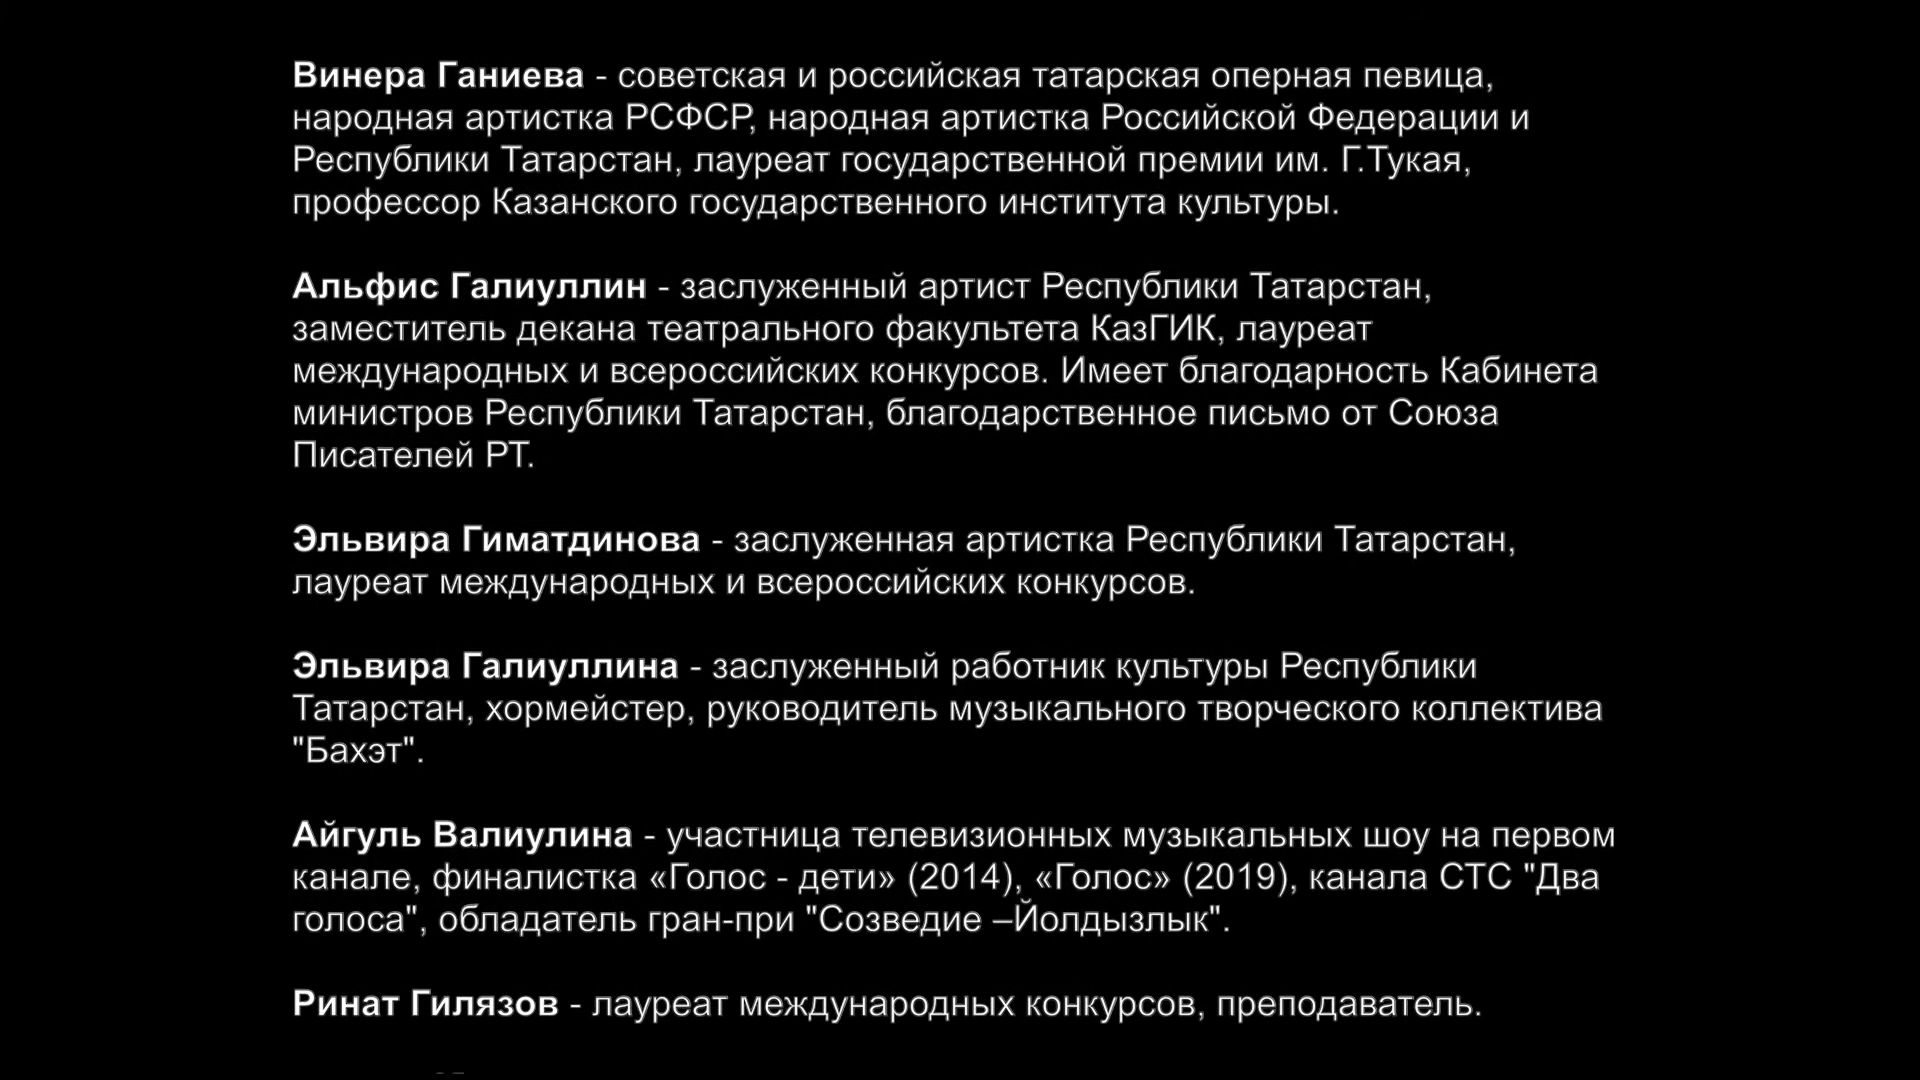 Винера Ганиева - советская и российская татарская оперная певица,
народная артистка РСФСР, народная артистка Российской Федерации и
Республики Татарстан, лауреат государственной премии им. Г.Тукая,
профессор Казанского государственного института культуры.
Альфис Галиуллин - заслуженный артист Республики Татарстан,
заместитель декана театрального факультета КазГИК, лауреат
международных и всероссийских конкурсов. Имеет благодарность Кабинета
министров Республики Татарстан, благодарственное письмо от Союза
Писателей РТ.
Эльвира Гиматдинова - заслуженная артистка Республики Татарстан,
лауреат международных и всероссийских конкурсов.
Эльвира Галиуллина - заслуженный работник культуры Республики
Татарстан, хормейстер, руководитель музыкального творческого коллектива
"Бахэт".
Айгуль Валиулина - участница телевизионных музыкальных шоу на первом
канале, финалистка «Голос - дети» (2014), «Голос» (2019), канала СТС "Два
голоса", обладатель гран-при "Созведие –Йолдызлык".
Ринат Гилязов - лауреат международных конкурсов, преподаватель.